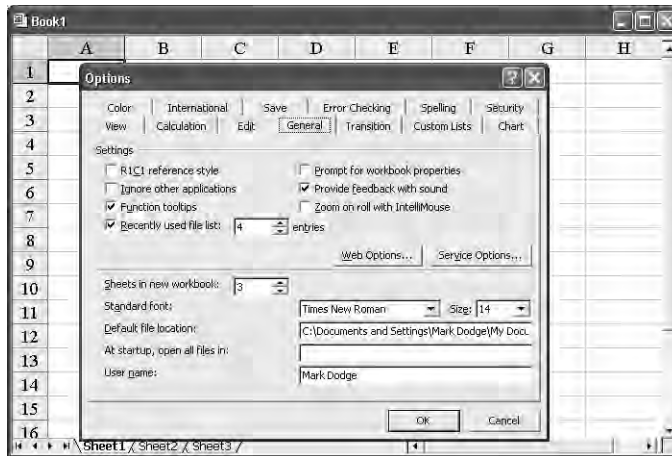 Book1
A B C D E F G H
1
Options
2
Color International Save Error Checking Spelling Security
3
View Calculation Edit General Transition Custom Lists Chart
4
Settings
5
R1C1 reference style Prompt for workbook properties
6
Ignore other applications Provide feedback with sound
7
Function tooltips Zoom on roll with IntelliMouse
8
Recently used file list: 4 entries
9
Web Options... Service Options...
10
Sheets in new workbook: 3
11
Standard font: Times New Roman Size: 14
12
Default file location: C:\Documents and Settings\Mark Dodge\My Docu
13
At startup, open all files in:
14
User name: Mark Dodge
15
OK Cancel
16
Sheet1 / Sheet2 / Sheet3 /